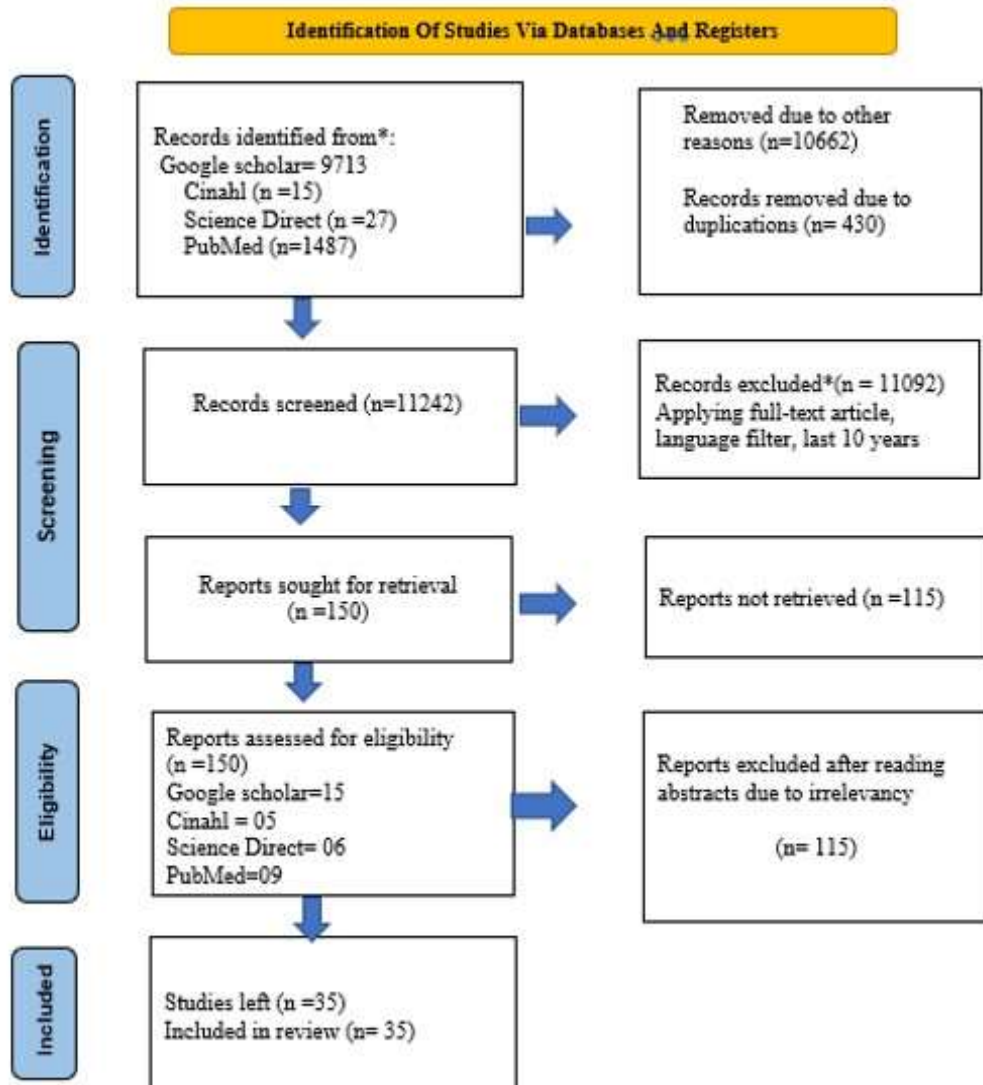 Identification Of Studies Via Databases And Registers
Identification
Records identified from*:
Google scholar= 9713
Cinahl (n =15)
Science Direct (n =27)
PubMed (n=1487)
Removed due to other
reasons (n=10662)
Records removed due to
duplications (n= 430)
Screening
Records screened (n=11242)
Records excluded*(n = 11092)
Applying full-text article,
language filter, last 10 years
Reports sought for retrieval
(n =150)
Reports not retrieved (n =115)
Eligibility
Reports assessed for eligibility
(n =150)
Google scholar=15
Cinahl = 05
Science Direct= 06
PubMed=09
Reports excluded after reading
abstracts due to irrelevancy
(n= 115)
Included
Studies left (n =35)
Included in review (n= 35)